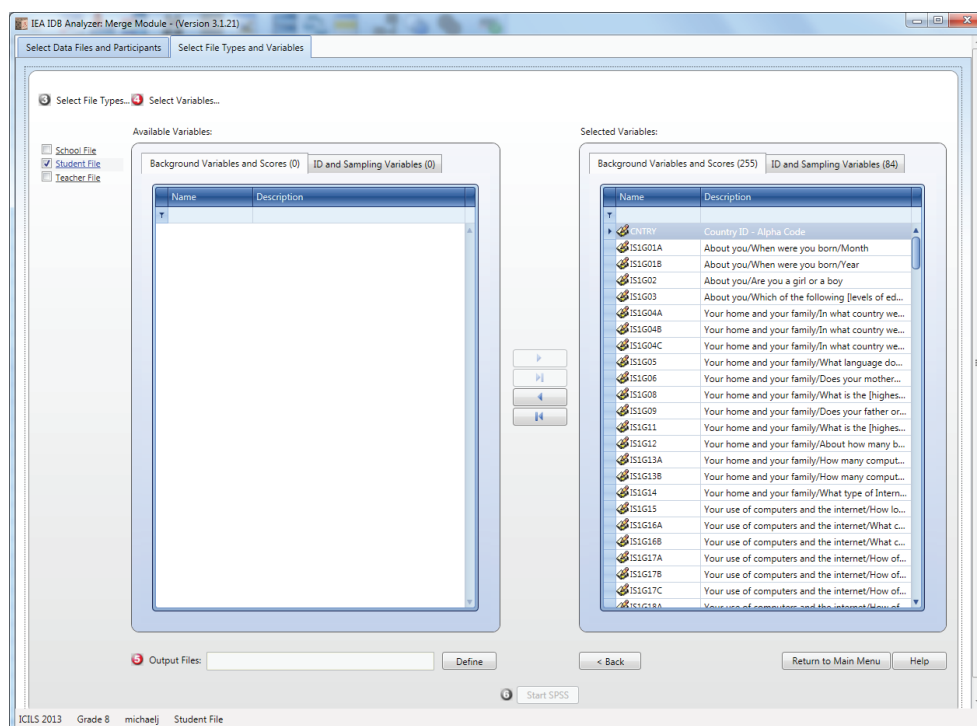 IEA IDB Analyzer: Merge Module - (Version 3.1.21)
Select Data Files and Participants Select File Types and Variables
3 Select File Types... 4 Select Variables...
Available Variables: Selected Variables:
School File
Student File
Teacher File
Background Variables and Scores (0) ID and Sampling Variables (0) Background Variables and Scores (255) ID and Sampling Variables (84)
Name Description Name Description
CNTRY Country ID - Alpha Code
IS1G01A About you/When were you born/Month
IS1G01B About you/When were you born/Year
IS1G02 About you/Are you a girl or a boy
IS1G03 About you/Which of the following [levels of ed...
IS1G04A Your home and your family/In what country we...
IS1G04B Your home and your family/In what country we...
IS1G04C Your home and your family/In what country we...
IS1G05 Your home and your family/What language do...
IS1G06 Your home and your family/Does your mother...
IS1G08 Your home and your family/What is the [highes...
IS1G09 Your home and your family/Does your father or...
IS1G11 Your home and your family/What is the [highes...
IS1G12 Your home and your family/About how many b...
IS1G13A Your home and your family/How many comput...
IS1G13B Your home and your family/How many comput...
IS1G14 Your home and your family/What type of Intern...
IS1G15 Your use of computers and the internet/How lo...
IS1G16A Your use of computers and the internet/What c...
IS1G16B Your use of computers and the internet/What c...
IS1G17A Your use of computers and the internet/How of...
IS1G17B Your use of computers and the internet/How of...
IS1G17C Your use of computers and the internet/How of...
IS1G18A Your use of computers and the internet/How of
5 Output Files: Define < Back Return to Main Menu Help
6 Start SPSS
ICILS 2013 Grade 8 michaelj Student File